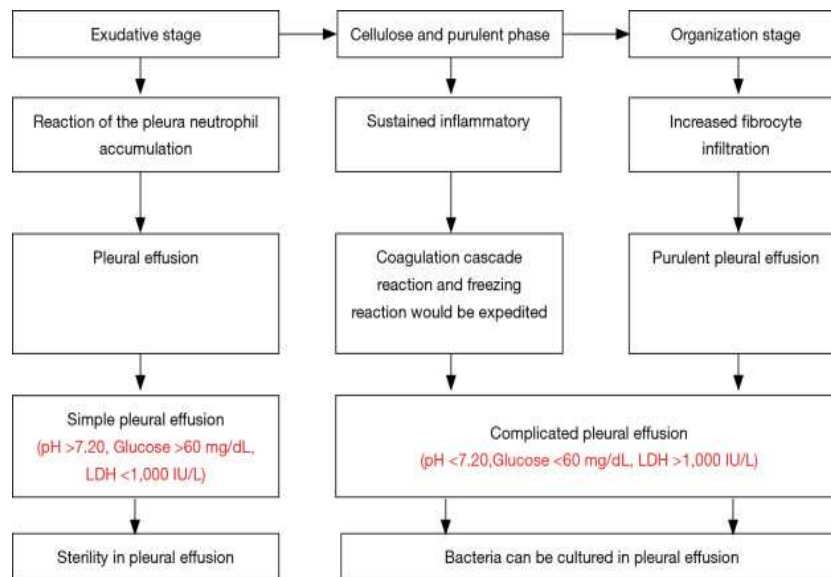 Exudative stage
Cellulose and purulent phase
Organization stage
Reaction of the pleura neutrophil
accumulation
Sustained inflammatory
Increased fibrocyte
infiltration
Pleural effusion
Coagulation cascade
reaction and freezing
reaction would be expedited
Purulent pleural effusion
Simple pleural effusion
(pH >7.20, Glucose >60 mg/dL,
LDH <1,000 IU/L)
Complicated pleural effusion
(pH <7.20,Glucose <60 mg/dL, LDH >1,000 IU/L)
Sterility in pleural effusion
Bacteria can be cultured in pleural effusion